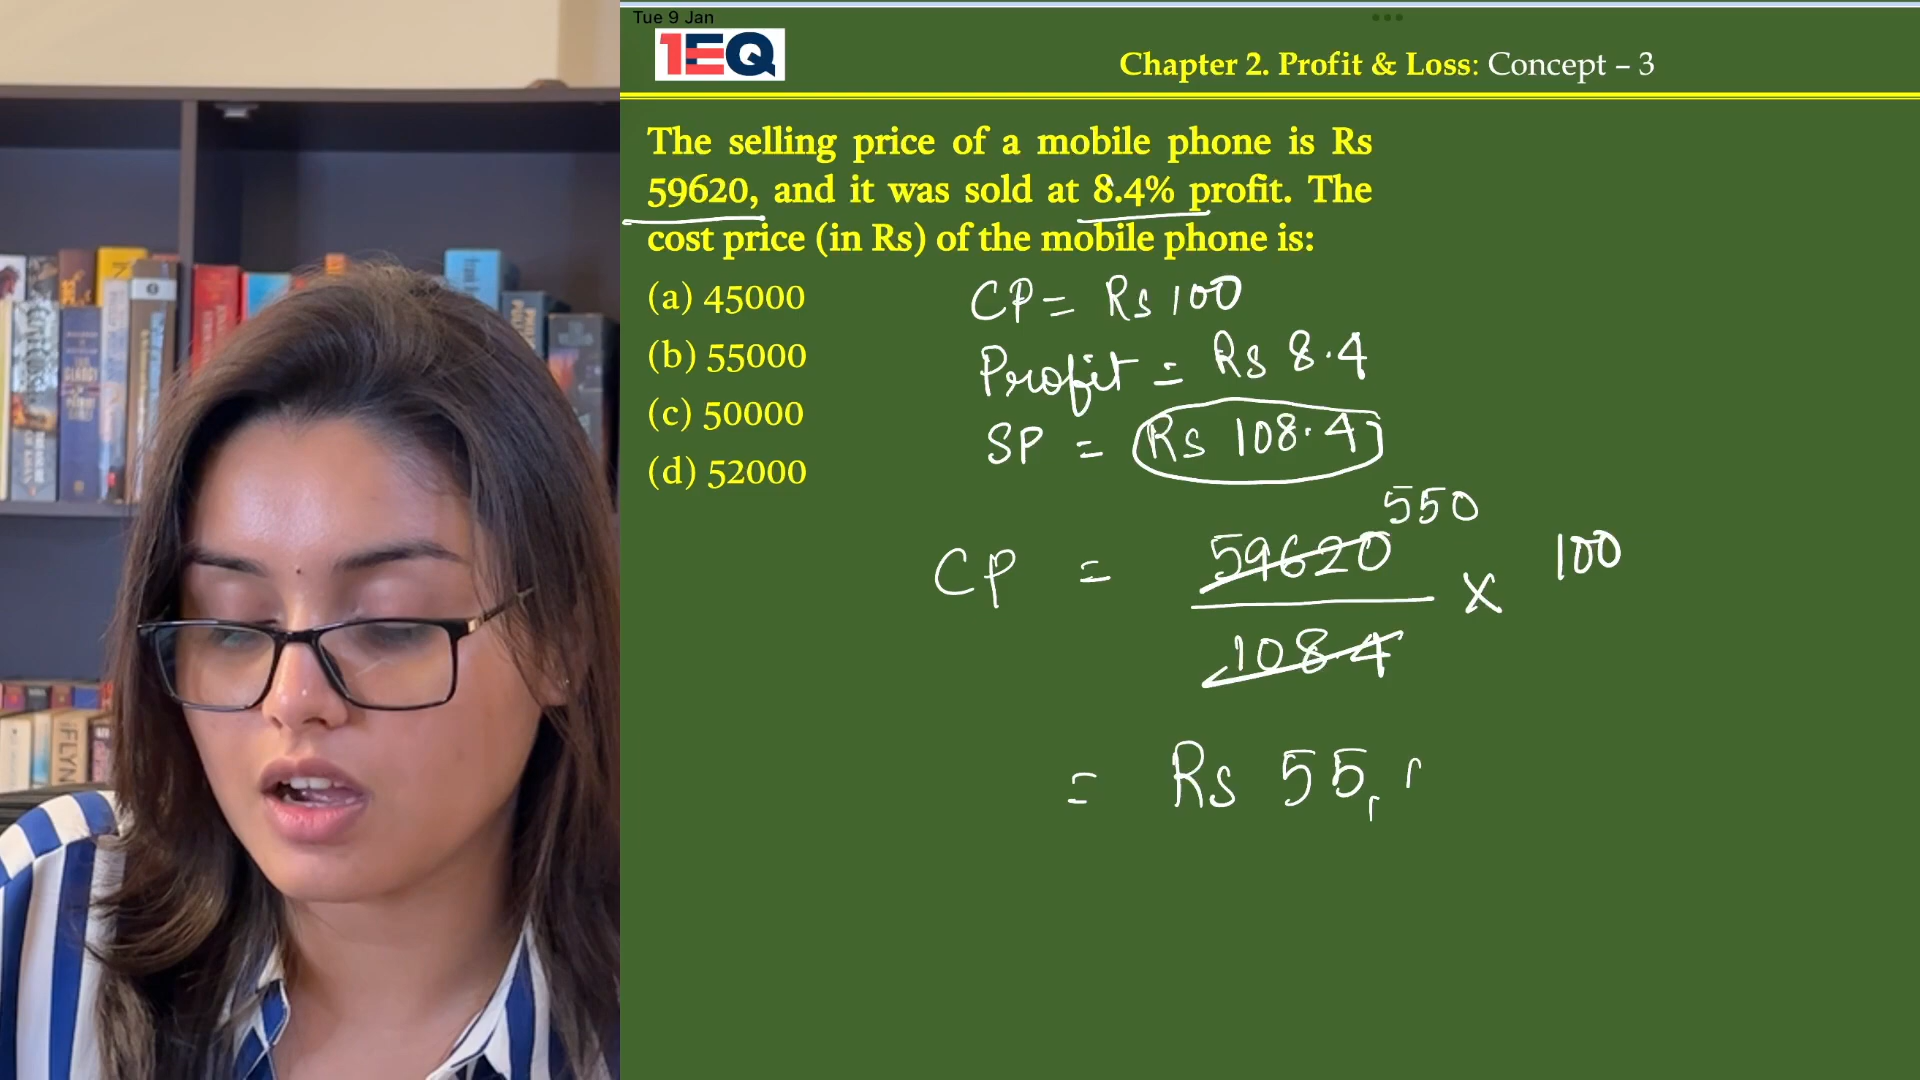 Tue 9 Jan
1EQ
Chapter 2. Profit & Loss: Concept – 3
The selling price of a mobile phone is Rs
59620, and it was sold at 8.4% profit. The
cost price (in Rs) of the mobile phone is:
(a) 45000
(b) 55000
(c) 50000
(d) 52000
CP = Rs 100
Profit = Rs 8.4
SP = Rs 108.4
550
CP = 59620 × 100
108.4
= Rs 55,
iFLYN